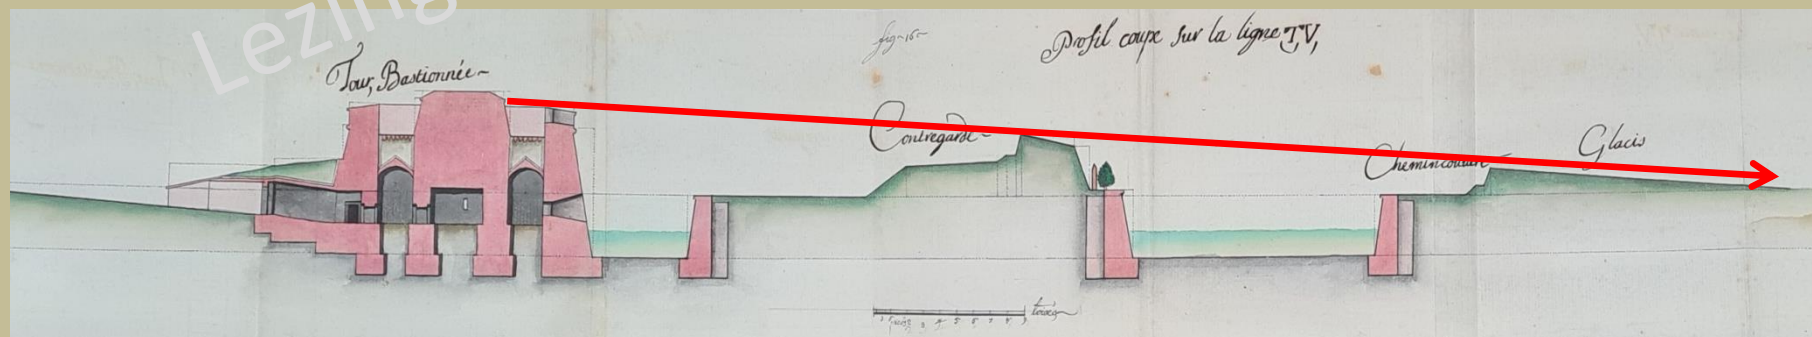 Lezing
fig 16
Profil coupe sur la ligne T,V,
Tour, Bastionnée
Contregarde
Chemin couvert
Glacis
toises